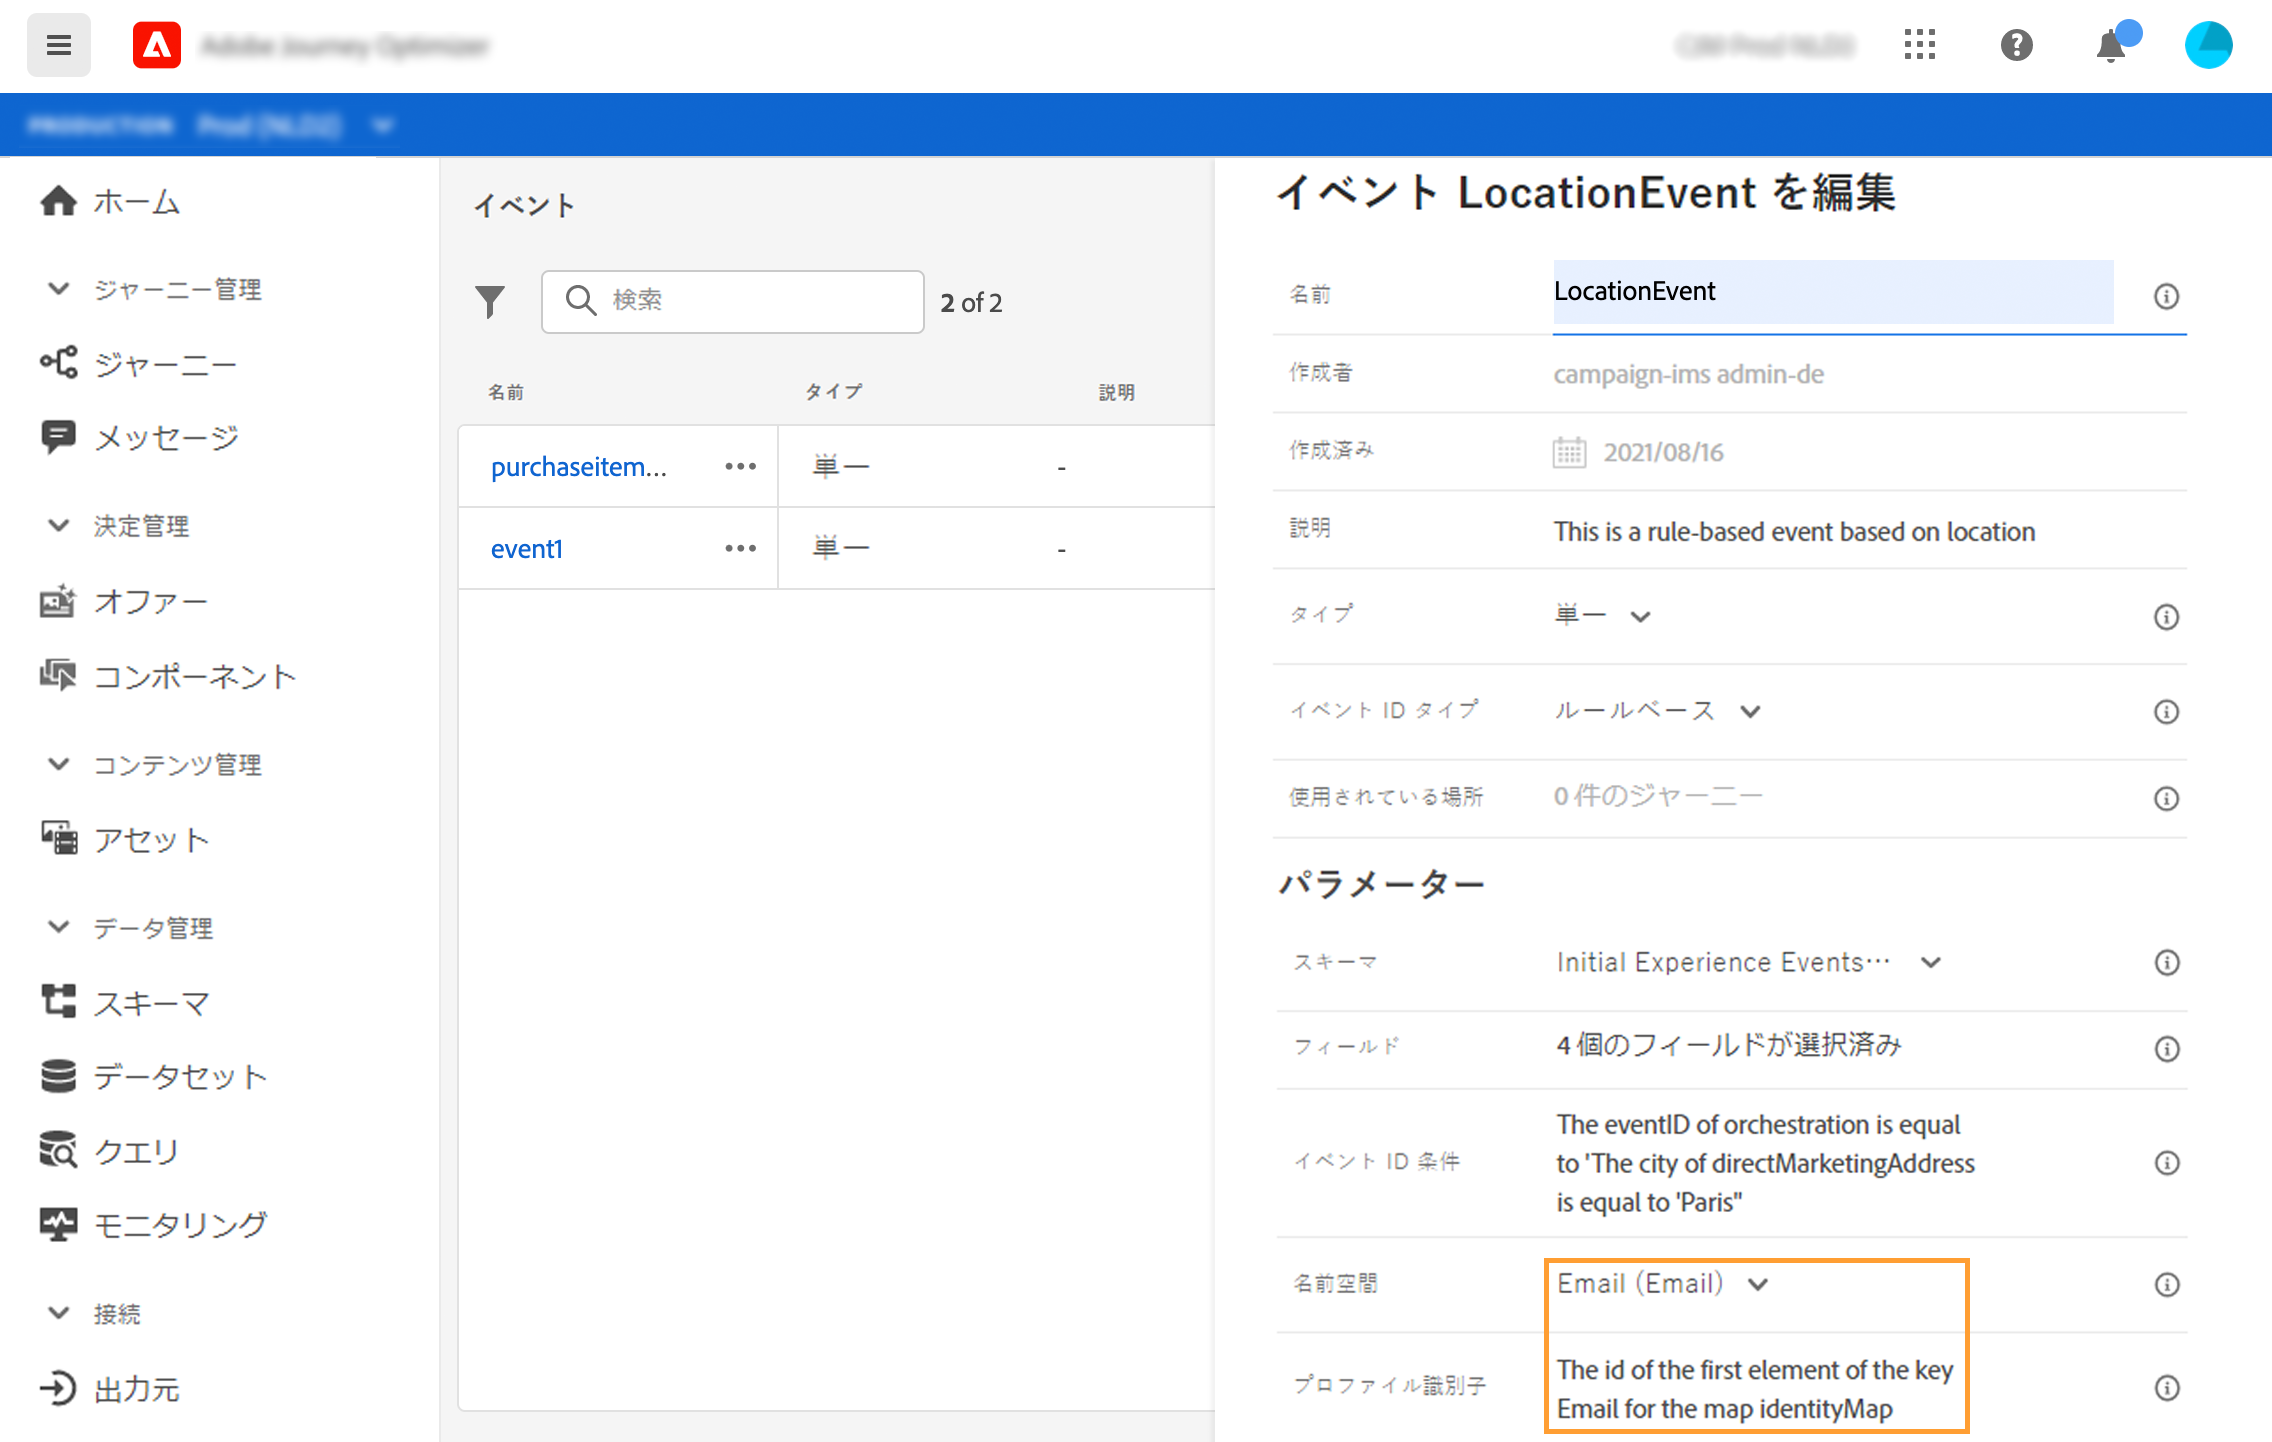 ホーム
ジャーニー管理
ジャーニー
メッセージ
決定管理
オファー
コンポーネント
コンテンツ管理
アセット
データ管理
スキーマ
データセット
クエリ
モニタリング
接続
出力元
イベント
検索
2 of 2
名前 タイプ 説明
purchaseitem... 単一 -
event1 単一 -
イベント LocationEvent を編集
名前 LocationEvent
作成者 campaign-ims admin-de
作成済み 2021/08/16
説明 This is a rule-based event based on location
タイプ 単一
イベント ID タイプ ルールベース
使用されている場所 0 件のジャーニー
パラメーター
スキーマ Initial Experience Events…
フィールド 4 個のフィールドが選択済み
イベント ID 条件 The eventID of orchestration is equal
to 'The city of directMarketingAddress
is equal to 'Paris''
名前空間 Email (Email)
プロファイル識別子 The id of the first element of the key
Email for the map identityMap